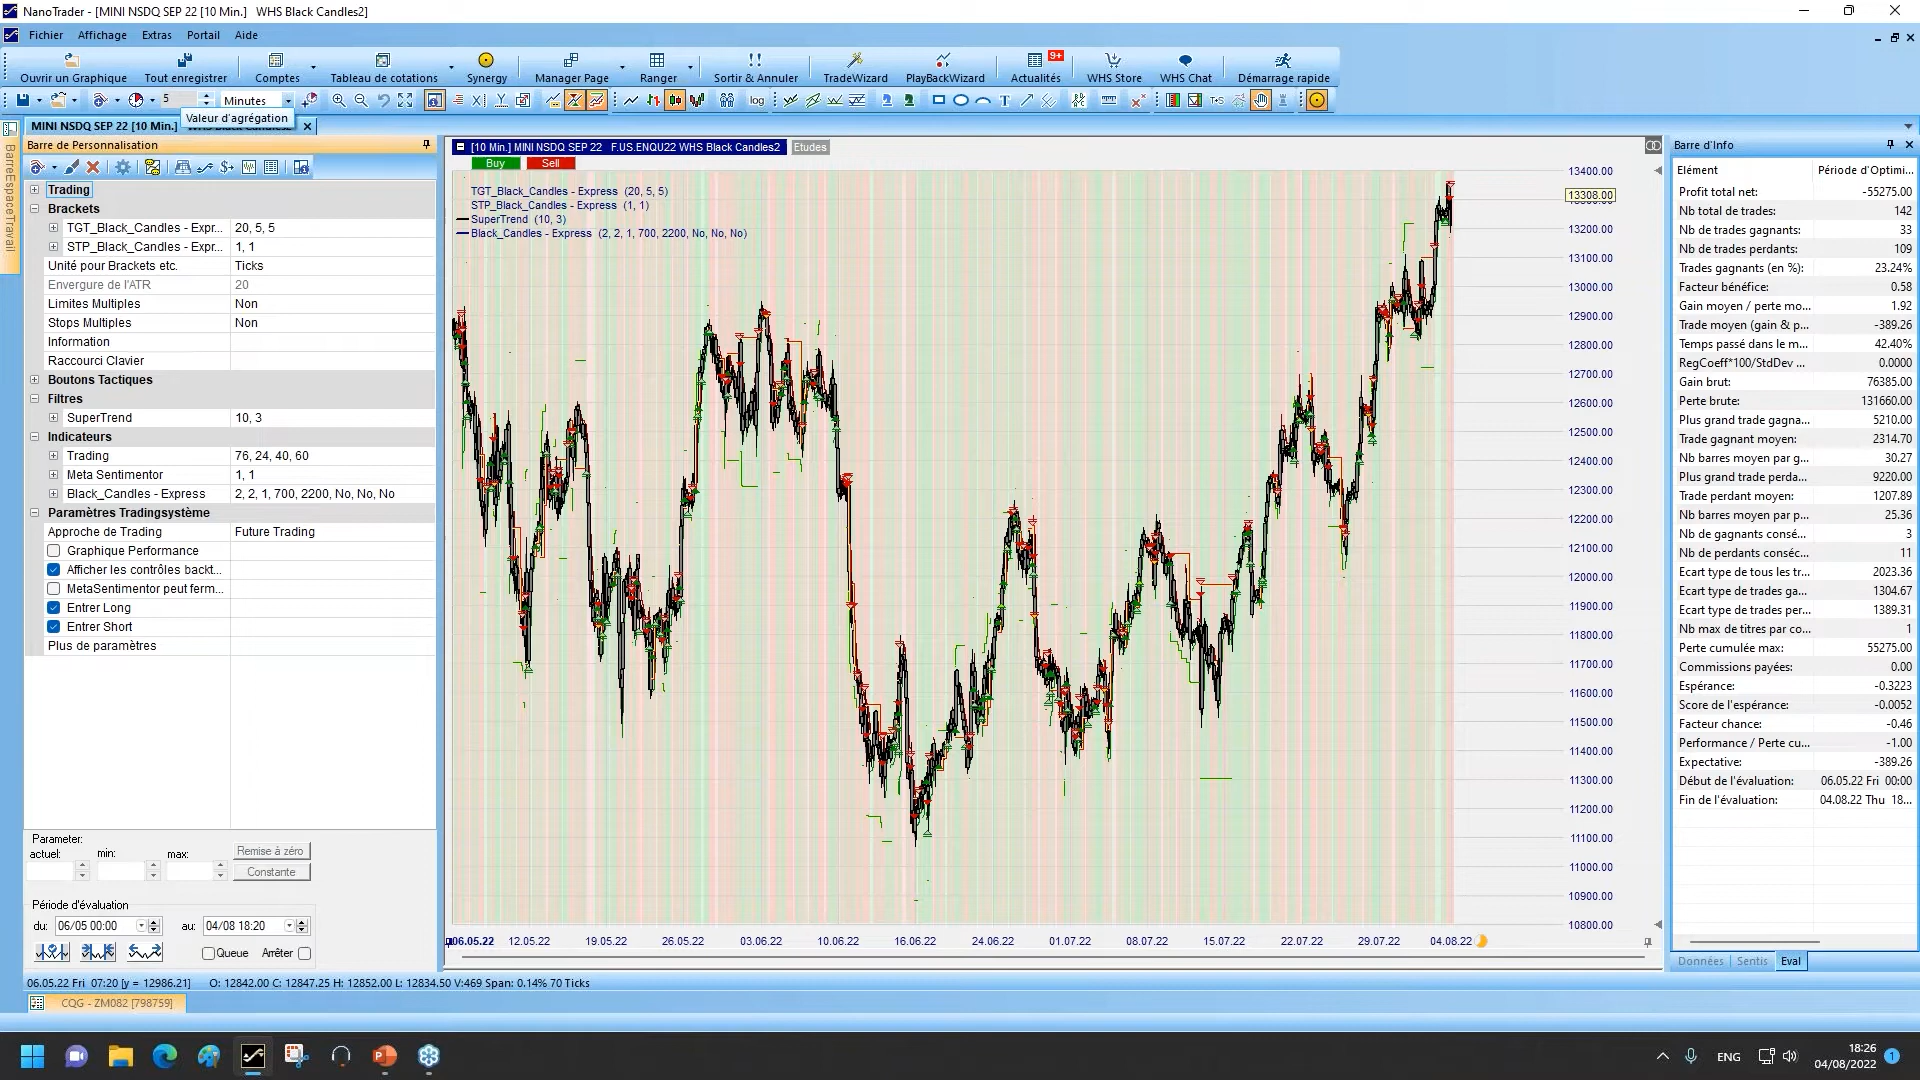 NanoTrader - [MINI NSDQ SEP 22 [10 Min.] WHS Black Candles2]
Fichier Affichage Extras Portail Aide
Ouvrir un Graphique Tout enregistrer Comptes Tableau de cotations Synergy Manager Page Ranger Sortir & Annuler TradeWizard PlayBackWizard Actualités 9+ WHS Store WHS Chat Démarrage rapide
5 Minutes log
Valeur d'agrégation
MINI NSDQ SEP 22 [10 Min.]
Barre de Personnalisation
BarreEspaceTravail
Trading
Brackets
TGT_Black_Candles - Expr... 20, 5, 5
STP_Black_Candles - Expr... 1, 1
Unité pour Brackets etc. Ticks
Envergure de l'ATR 20
Limites Multiples Non
Stops Multiples Non
Information
Raccourci Clavier
Boutons Tactiques
Filtres
SuperTrend 10, 3
Indicateurs
Trading 76, 24, 40, 60
Meta Sentimentor 1, 1
Black_Candles - Express 2, 2, 1, 700, 2200, No, No, No
Paramètres Tradingsystème
Approche de Trading Future Trading
Graphique Performance
Afficher les contrôles backt...
MetaSentimentor peut ferm...
Entrer Long
Entrer Short
Plus de paramètres
Parameter:
actuel: min: max: Remise à zéro
Constante
Période d'évaluation
du: 06/05 00:00 au: 04/08 18:20
Queue Arrêter
[10 Min.] MINI NSDQ SEP 22 F.US.ENQU22 WHS Black Candles2 Etudes
Buy Sell
TGT_Black_Candles - Express (20, 5, 5)
STP_Black_Candles - Express (1, 1)
SuperTrend (10, 3)
Black_Candles - Express (2, 2, 1, 700, 2200, No, No, No)
13400.00
13308.00
13200.00
13100.00
13000.00
12900.00
12800.00
12700.00
12600.00
12500.00
12400.00
12300.00
12200.00
12100.00
12000.00
11900.00
11800.00
11700.00
11600.00
11500.00
11400.00
11300.00
11200.00
11100.00
11000.00
10900.00
10800.00
06.05.22 12.05.22 19.05.22 26.05.22 03.06.22 10.06.22 16.06.22 24.06.22 01.07.22 08.07.22 15.07.22 22.07.22 29.07.22 04.08.22
Barre d'Info
Elément Période d'Optimi...
Profit total net: -55275.00
Nb total de trades: 142
Nb de trades gagnants: 33
Nb de trades perdants: 109
Trades gagnants (en %): 23.24%
Facteur bénéfice: 0.58
Gain moyen / perte mo... 1.92
Trade moyen (gain & p... -389.26
Temps passé dans le m... 42.40%
RegCoeff*100/StdDev ... 0.0000
Gain brut: 76385.00
Perte brute: 131660.00
Plus grand trade gagna... 5210.00
Trade gagnant moyen: 2314.70
Nb barres moyen par g... 30.27
Plus grand trade perda... 9220.00
Trade perdant moyen: 1207.89
Nb barres moyen par p... 25.36
Nb de gagnants consé... 3
Nb de perdants conséc... 11
Ecart type de tous les tr... 2023.36
Ecart type de trades ga... 1304.67
Ecart type de trades per... 1389.31
Nb max de titres par co... 1
Perte cumulée max: 55275.00
Commissions payées: 0.00
Espérance: -0.3223
Score de l'espérance: -0.0052
Facteur chance: -0.46
Performance / Perte cu... -1.00
Expectative: -389.26
Début de l'évaluation: 06.05.22 Fri 00:00
Fin de l'évaluation: 04.08.22 Thu 18...
Données Sentis Eval
06.05.22 Fri 07:20 [y = 12986.21] O: 12842.00 C: 12847.25 H: 12852.00 L: 12834.50 V:469 Span: 0.14% 70 Ticks
CQG - ZM082 [798759]
ENG 18:26
04/08/2022 1